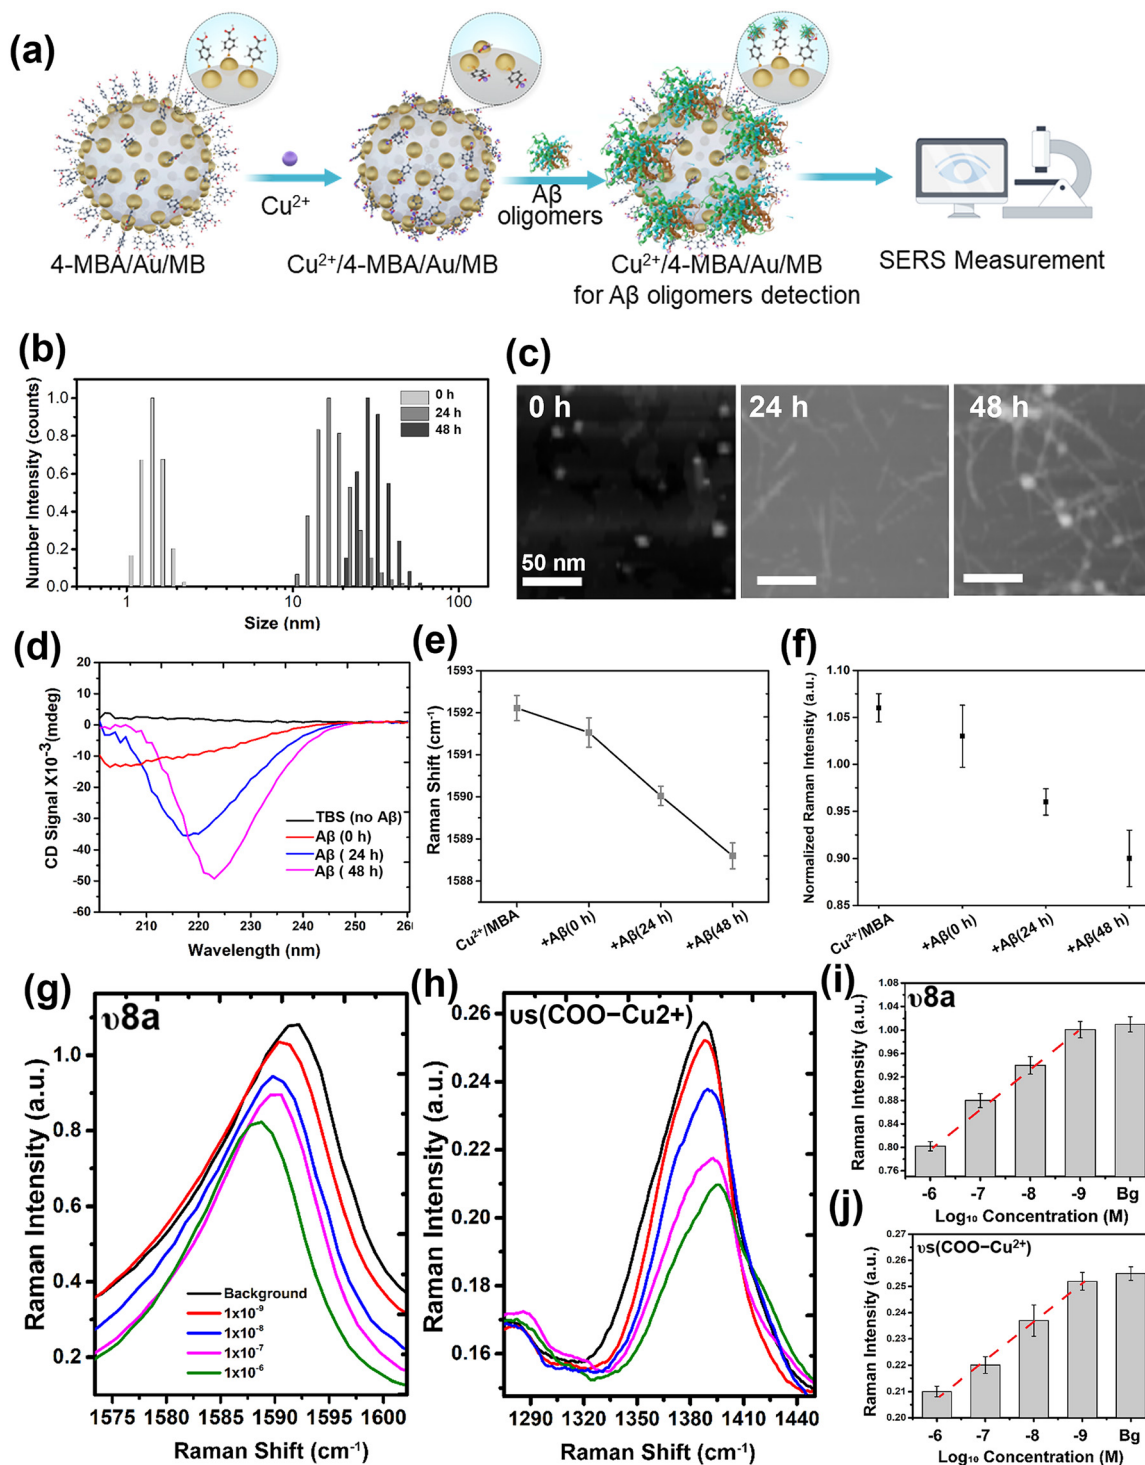 (a)
Cu²⁺
Aβ
oligomers
4-MBA/Au/MB
Cu²⁺/4-MBA/Au/MB
Cu²⁺/4-MBA/Au/MB
for Aβ oligomers detection
SERS Measurement
(b)
Number Intensity (counts)
1.0
0.8
0.6
0.4
0.2
0.0
0 h
24 h
48 h
1
10
100
Size (nm)
(c)
0 h
50 nm
24 h
48 h
(d)
CD Signal X10⁻³(mdeg)
20
10
0
-10
-20
-30
-40
-50
-60
TBS (no Aβ)
Aβ (0 h)
Aβ ( 24 h)
Aβ ( 48 h)
210
220
230
240
250
26
Wavelength (nm)
(e)
Raman Shift (cm⁻¹)
1593
1592
1591
1590
1589
1588
Cu²⁺/MBA
+Aβ(0 h)
+Aβ(24 h)
+Aβ(48 h)
(f)
Normalized Raman Intensity (a.u.)
1.10
1.05
1.00
0.95
0.90
0.85
Cu²⁺/MBA
+Aβ(0 h)
+Aβ(24 h)
+Aβ(48 h)
(g)
υ8a
Raman Intensity (a.u.)
1.0
0.8
0.6
0.4
0.2
Background
1x10⁻⁹
1x10⁻⁸
1x10⁻⁷
1x10⁻⁶
1575
1580
1585
1590
1595
1600
Raman Shift (cm⁻¹)
(h)
υs(COO−Cu2+)
Raman Intensity (a.u.)
0.26
0.24
0.22
0.20
0.18
0.16
1290
1320
1350
1380
1410
1440
Raman Shift (cm⁻¹)
(i)
υ8a
Raman Intensity (a.u.)
1.08
1.04
1.00
0.96
0.92
0.88
0.84
0.80
0.76
-6
-7
-8
-9
Bg
Log₁₀ Concentration (M)
(j)
υs(COO−Cu²⁺)
Raman Intensity (a.u.)
0.27
0.26
0.25
0.24
0.23
0.22
0.21
0.20
-6
-7
-8
-9
Bg
Log₁₀ Concentration (M)